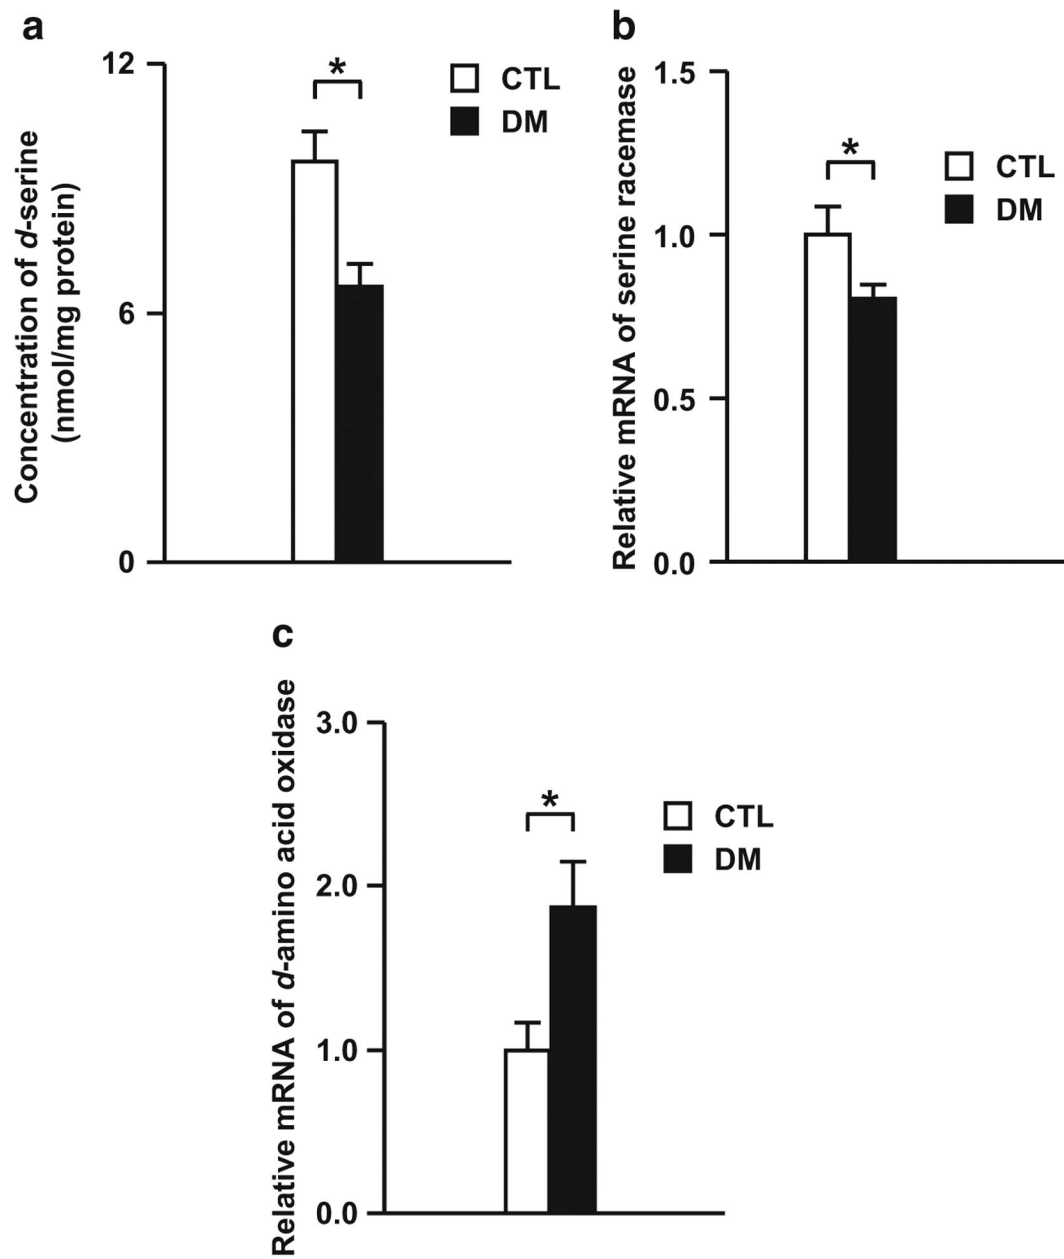 a
Concentration of d-serine
(nmol/mg protein)
12
6
0
*
CTL
DM
b
Relative mRNA of serine racemase
1.5
1.0
0.5
0.0
*
CTL
DM
c
Relative mRNA of d-amino acid oxidase
3.0
2.0
1.0
0.0
*
CTL
DM